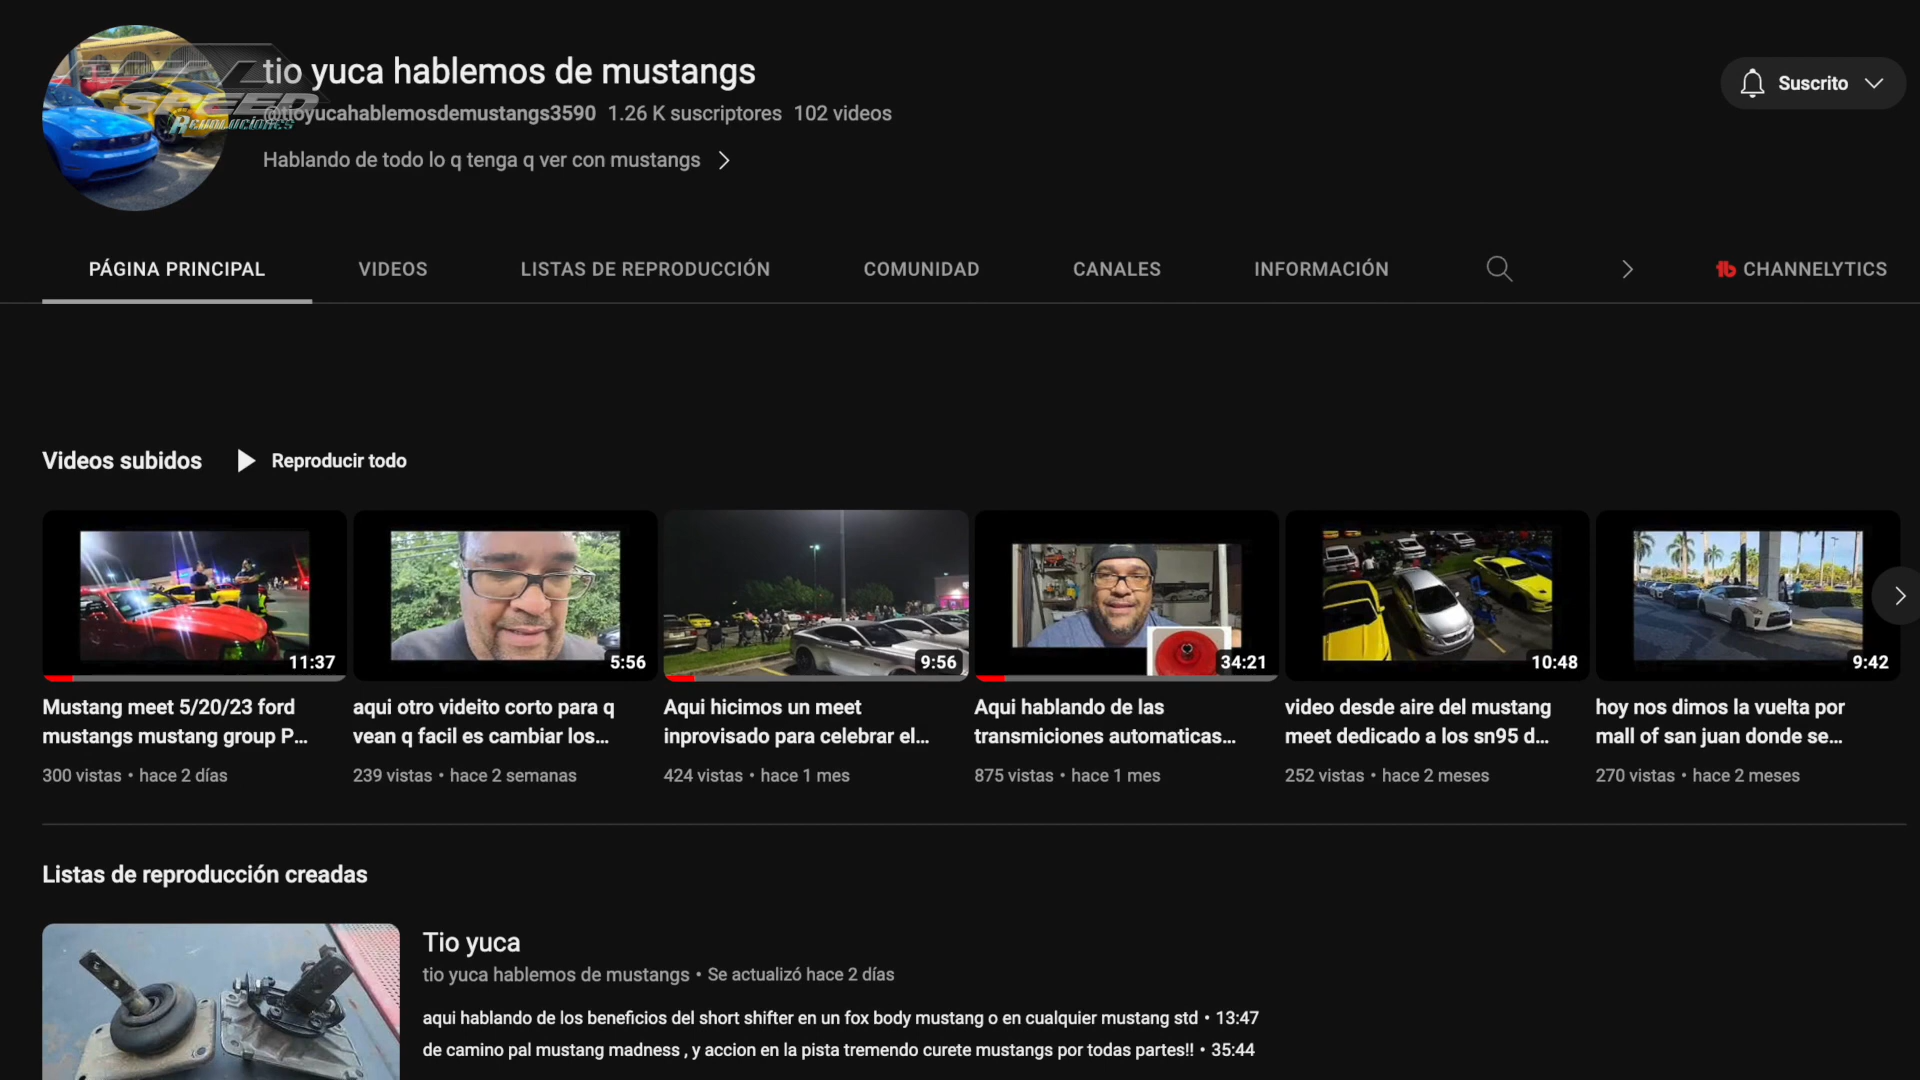 tio yuca hablemos de mustangs
SPEED
Revoluciones
@tioyucahablemosdemustangs3590 1.26 K suscriptores 102 videos
Hablando de todo lo q tenga q ver con mustangs
Suscrito
PÁGINA PRINCIPAL VIDEOS LISTAS DE REPRODUCCIÓN COMUNIDAD CANALES INFORMACIÓN CHANNELYTICS
Videos subidos Reproducir todo
11:37
Mustang meet 5/20/23 ford
mustangs mustang group P...
300 vistas • hace 2 días
5:56
aqui otro videito corto para q
vean q facil es cambiar los...
239 vistas • hace 2 semanas
9:56
Aqui hicimos un meet
inprovisado para celebrar el...
424 vistas • hace 1 mes
34:21
Aqui hablando de las
transmiciones automaticas...
875 vistas • hace 1 mes
10:48
video desde aire del mustang
meet dedicado a los sn95 d...
252 vistas • hace 2 meses
9:42
hoy nos dimos la vuelta por
mall of san juan donde se...
270 vistas • hace 2 meses
Listas de reproducción creadas
Tio yuca
tio yuca hablemos de mustangs • Se actualizó hace 2 días
aqui hablando de los beneficios del short shifter en un fox body mustang o en cualquier mustang std • 13:47
de camino pal mustang madness , y accion en la pista tremendo curete mustangs por todas partes!! • 35:44